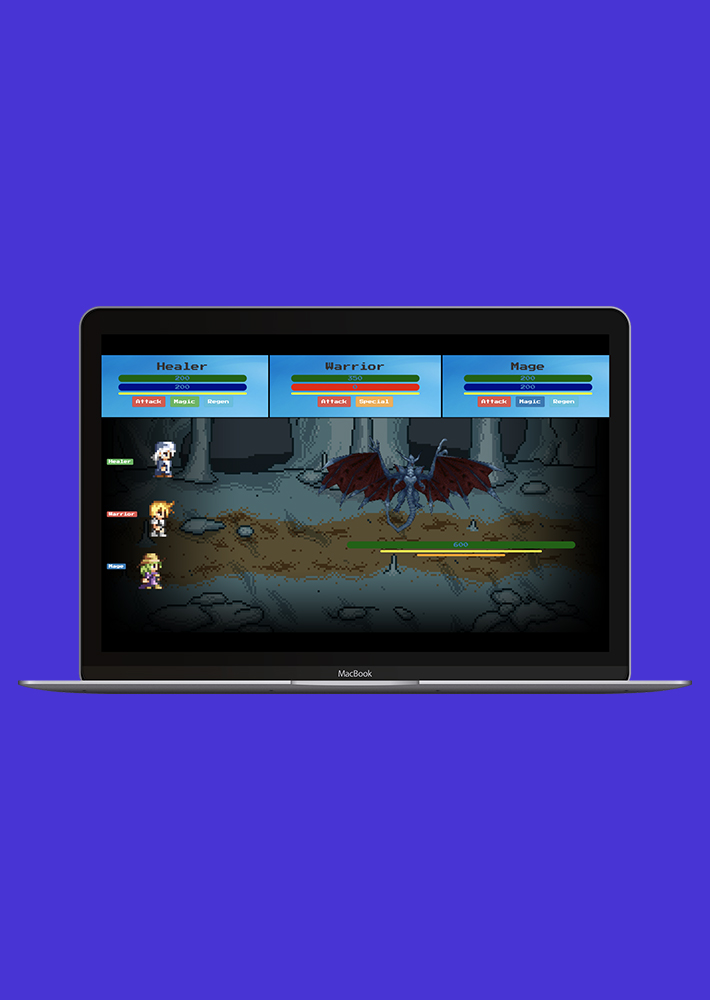 Healer
200
200
Attack Magic Regen
Warrior
350
Attack Special
Mage
200
200
Attack Magic Regen
Healer
Warrior
Mage
600
MacBook